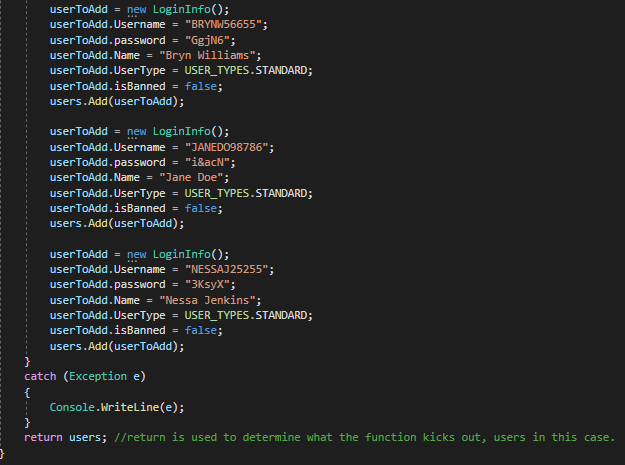 userToAdd = new LoginInfo();
userToAdd.Username = "BRYNW56655";
userToAdd.password = "GgjN6";
userToAdd.Name = "Bryn Williams";
userToAdd.UserType = USER_TYPES.STANDARD;
userToAdd.isBanned = false;
users.Add(userToAdd);
userToAdd = new LoginInfo();
userToAdd.Username = "JANEDO98786";
userToAdd.password = "i&acN";
userToAdd.Name = "Jane Doe";
userToAdd.UserType = USER_TYPES.STANDARD;
userToAdd.isBanned = false;
users.Add(userToAdd);
userToAdd = new LoginInfo();
userToAdd.Username = "NESSAJ25255";
userToAdd.password = "3KsyX";
userToAdd.Name = "Nessa Jenkins";
userToAdd.UserType = USER_TYPES.STANDARD;
userToAdd.isBanned = false;
users.Add(userToAdd);
}
catch (Exception e)
{
Console.WriteLine(e);
}
return users; //return is used to determine what the function kicks out, users in this case.
}